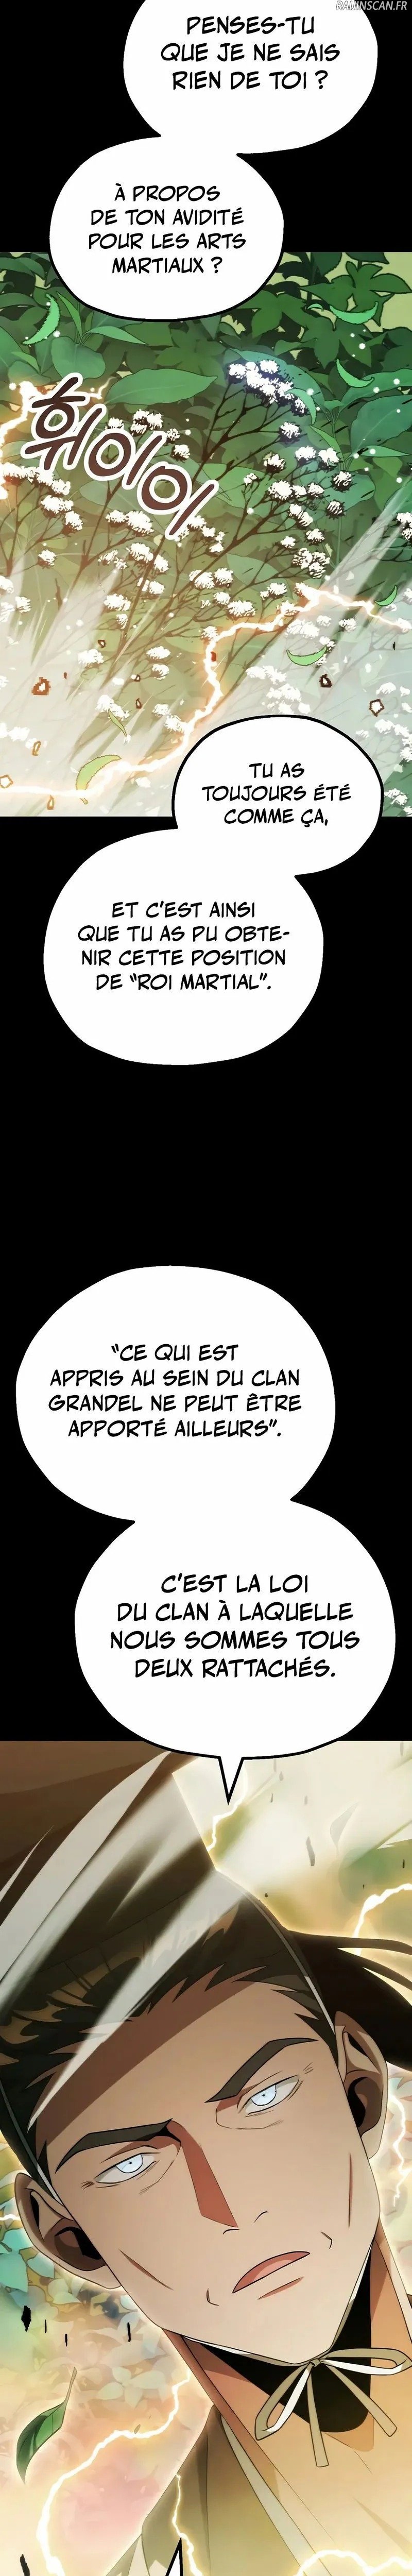 RAIJINSCAN.FR
PENSES-TU
QUE JE NE SAIS
RIEN DE TOI ?
À PROPOS
DE TON AVIDITÉ
POUR LES ARTS
MARTIAUX ?
휘이이이
TU AS
TOUJOURS ÉTÉ
COMME ÇA,
ET C'EST AINSI
QUE TU AS PU OBTE-
NIR CETTE POSITION
DE "ROI MARTIAL".
"CE QUI EST
APPRIS AU SEIN DU CLAN
GRANDEL NE PEUT ÊTRE
APPORTÉ AILLEURS".
C'EST LA LOI
DU CLAN À LAQUELLE
NOUS SOMMES TOUS
DEUX RATTACHÉS.